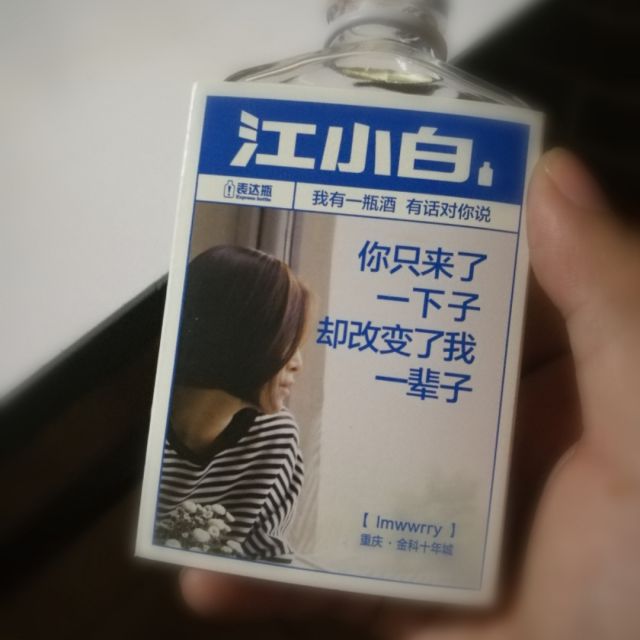 江小白
表达瓶
Express bottle
我有一瓶酒 有话对你说
你只来了
一下子
却改变了我
一辈子
【 lmwwrry 】
重庆·金科十年城